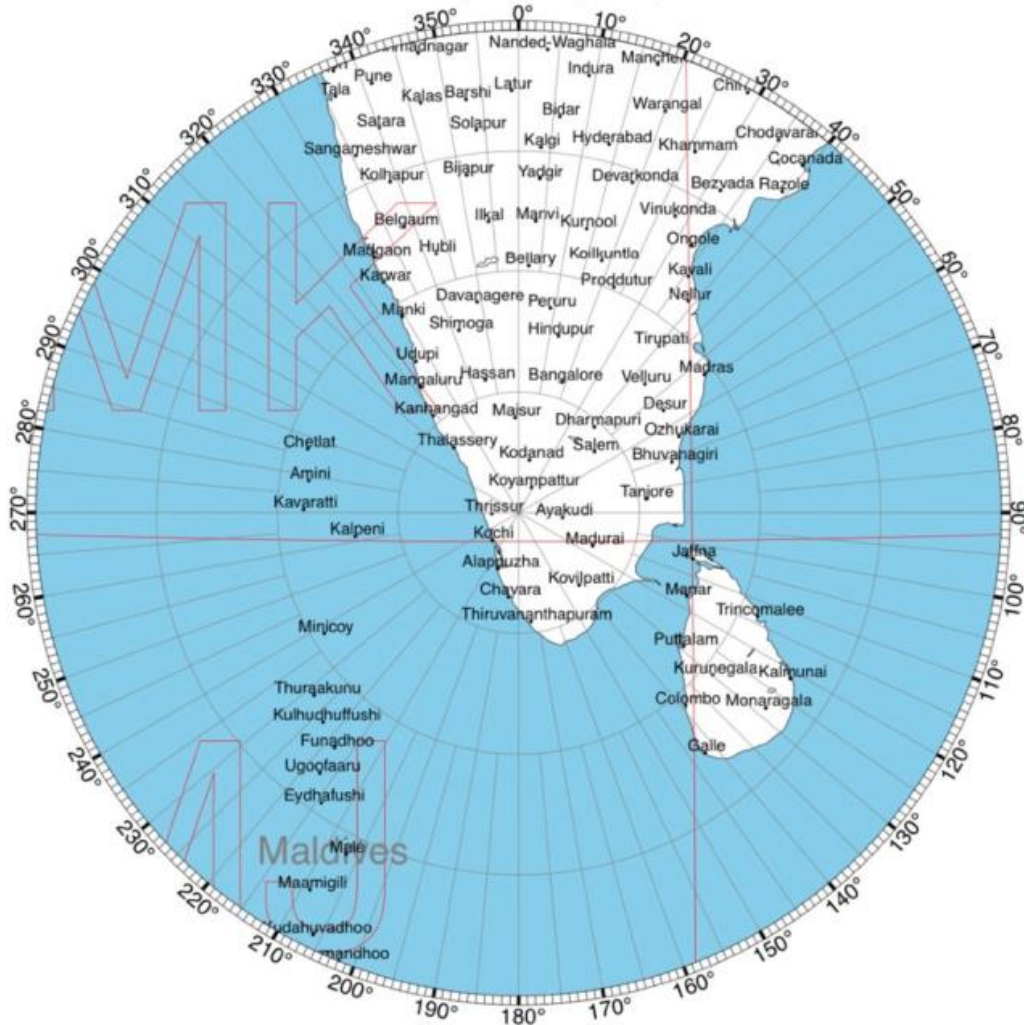 0°
350°
10°
340°
20°
330°
30°
320°
40°
310°
50°
300°
290°
70°
280°
80°
270°
90°
260°
100°
250°
110°
240°
120°
230°
130°
220°
140°
210°
150°
200°
160°
190°
170°
180°
Nanded-Waghala
Indura
Pune
Tala
Kalas
Barshi
Latur
Bidar
Warangal
Satara
Solapur
Kalgi
Hyderabad
Khammam
Chodavarai
Sangameshwar
Cocanada
Kolhapur
Bijapur
Yadgir
Devarkonda
Bezvada
Razole
Belgaum
Ilkal
Manvi
Kurnool
Vinukonda
Madgaon
Hubli
Bellary
Koilkuntla
Ongole
Karwar
Proddutur
Kavali
Manki
Davanagere
Peruru
Nellur
Shimoga
Hindupur
Tirupati
Udupi
Mangaluru
Hassan
Bangalore
Velluru
Madras
Kanhangad
Maisur
Dharmapuri
Desur
Ozhukarai
Thalassery
Kodanad
Salem
Bhuvanagiri
Chetlat
Amini
Koyampattur
Tanjore
Kavaratti
Thrissur
Ayakudi
Kalpeni
Kochi
Madurai
Jaffna
Alappuzha
Kovilpatti
Chavara
Manar
Thiruvananthapuram
Trincomalee
Minicoy
Puttalam
Kurunegala
Kalmunai
Thuraakunu
Colombo
Monaragala
Kulhudhuffushi
Funadhoo
Galle
Ugoofaaru
Eydhafushi
Male
Maldives
Maamigili
MK